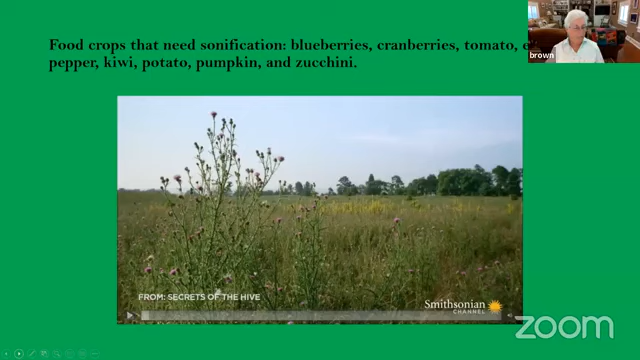 Food crops that need sonification: blueberries, cranberries, tomato,
pepper, kiwi, potato, pumpkin, and zucchini.
brown
FROM: SECRETS OF THE HIVE
Smithsonian
CHANNEL
zoom